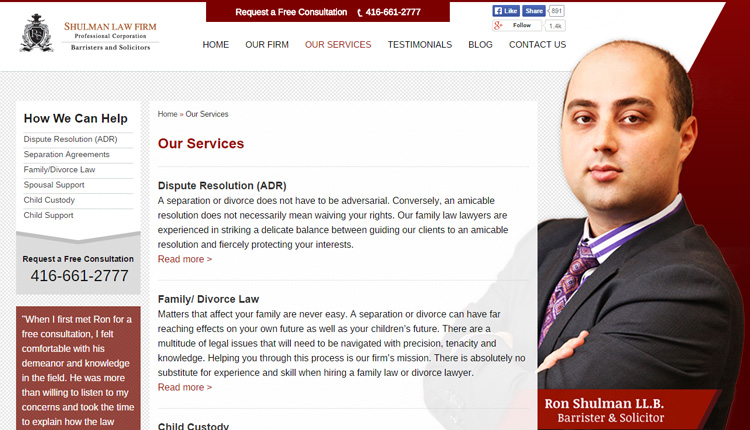 Request a Free Consultation 416-661-2777
Like Share 891
Follow 1.4k
SHULMAN LAW FIRM
Professional Corporation
Barristers and Solicitors
HOME OUR FIRM OUR SERVICES TESTIMONIALS BLOG CONTACT US
How We Can Help
Dispute Resolution (ADR)
Separation Agreements
Family/Divorce Law
Spousal Support
Child Custody
Child Support
Request a Free Consultation
416-661-2777
"When I first met Ron for a
free consultation, I felt
comfortable with his
demeanor and knowledge
in the field. He was more
than willing to listen to my
concerns and took the time
to explain how the law
Home » Our Services
Our Services
Dispute Resolution (ADR)
A separation or divorce does not have to be adversarial. Conversely, an amicable
resolution does not necessarily mean waiving your rights. Our family law lawyers are
experienced in striking a delicate balance between guiding our clients to an amicable
resolution and fiercely protecting your interests.
Read more >
Family/ Divorce Law
Matters that affect your family are never easy. A separation or divorce can have far
reaching effects on your own future as well as your children's future. There are a
multitude of legal issues that will need to be navigated with precision, tenacity and
knowledge. Helping you through this process is our firm's mission. There is absolutely no
substitute for experience and skill when hiring a family law or divorce lawyer.
Read more >
Child Custody
Ron Shulman LL.B.
Barrister & Solicitor